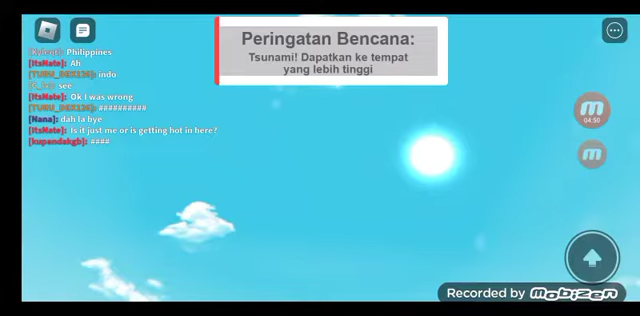 Peringatan Bencana:
Tsunami! Dapatkan ke tempat
yang lebih tinggi
Philippines
[ItsNate]: Ah
indo
see
[ItsNate]: Ok I was wrong
##########
[Nana]: dah la bye
[ItsNate]: Is it just me or is getting hot in here?
[kupendakgb]: ####
04:50
Recorded by Mobizen